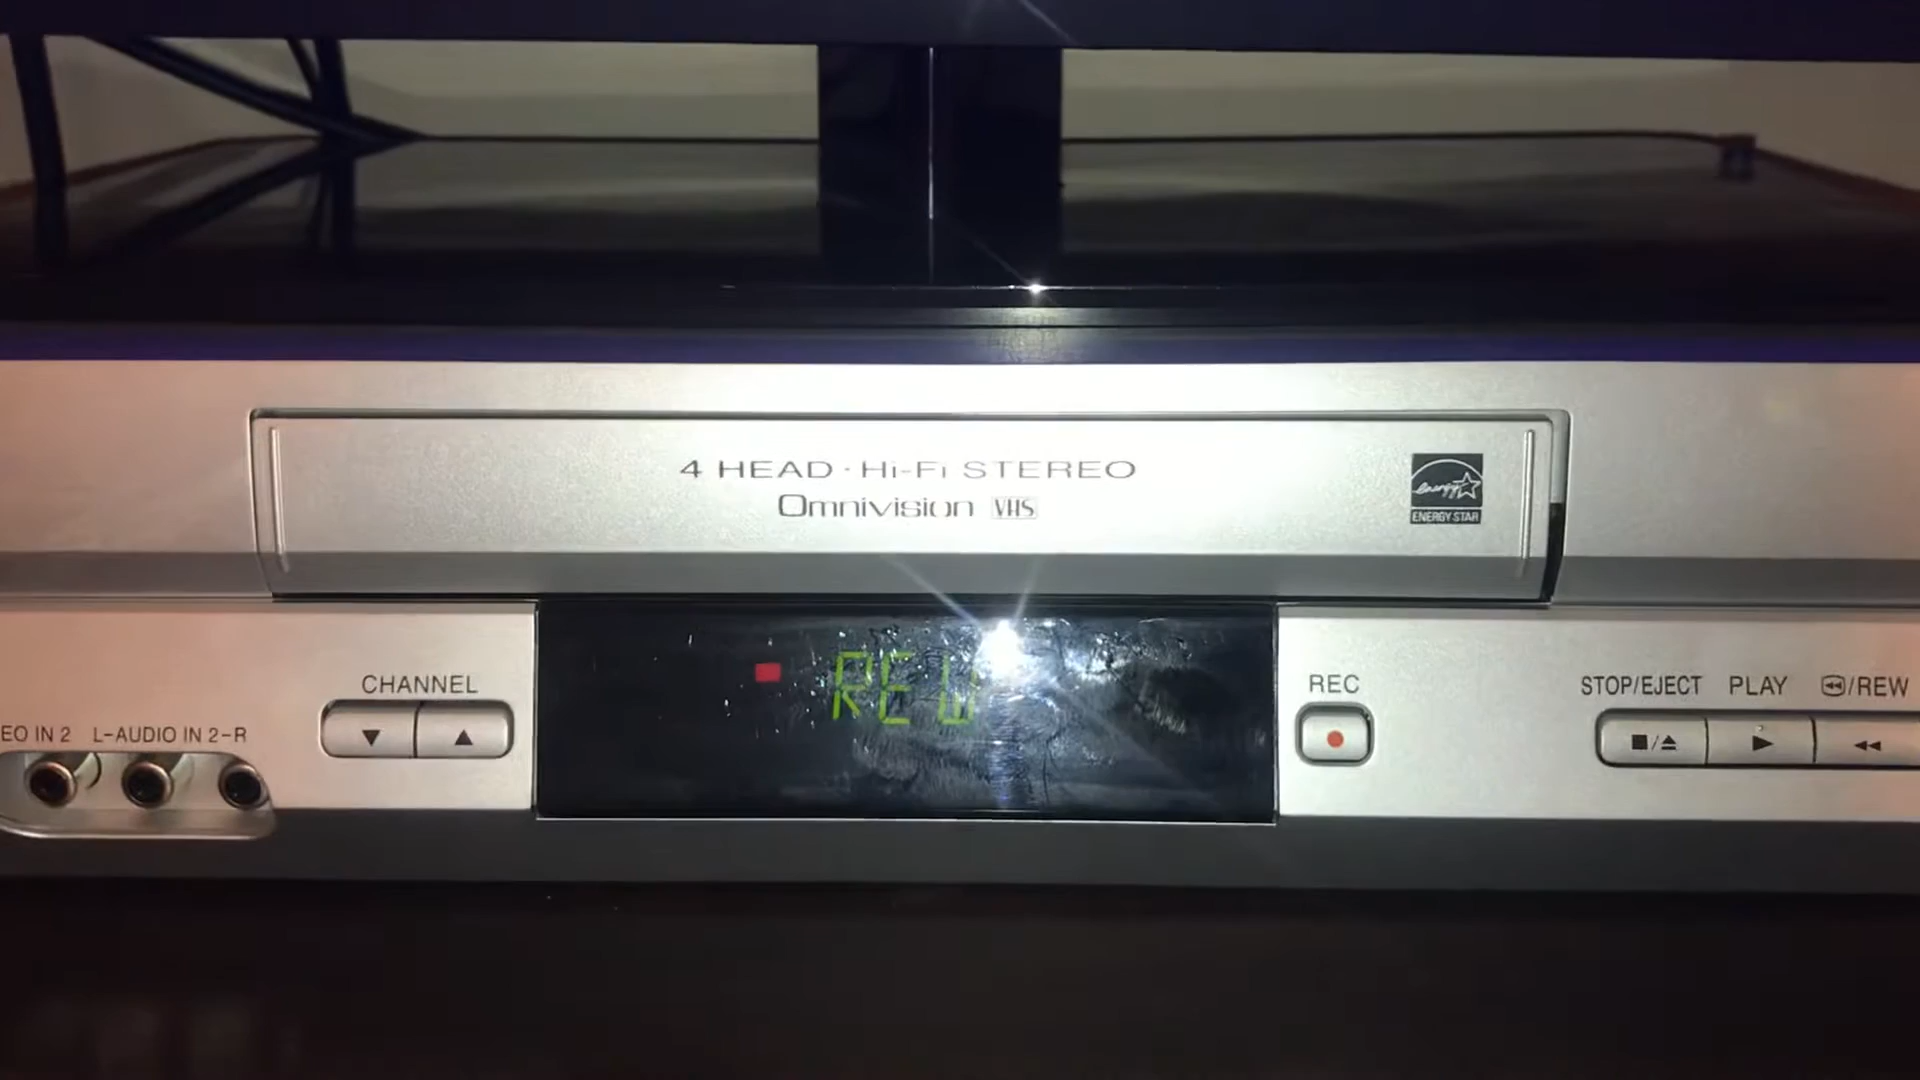 4 HEAD · Hi-Fi STEREO
Omnivision VHS
energy
ENERGY STAR
CHANNEL
EO IN 2 L-AUDIO IN 2-R
REW
REC
STOP/EJECT PLAY /REW